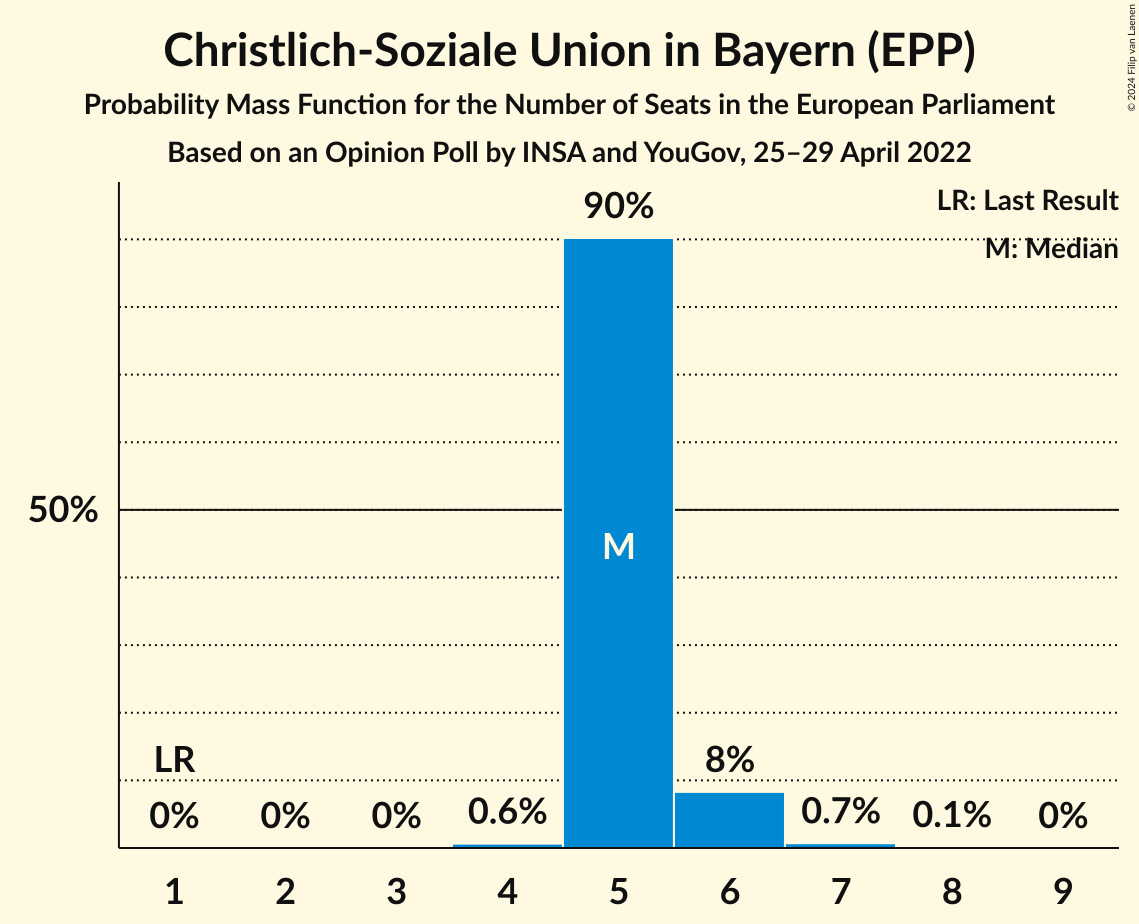 Christlich-Soziale Union in Bayern (EPP)
Probability Mass Function for the Number of Seats in the European Parliament
Based on an Opinion Poll by INSA and YouGov, 25–29 April 2022
© 2024 Filip van Laenen
LR: Last Result
M: Median
90%
50%
M
LR
0%
0%
0%
0.6%
8%
0.7%
0.1%
0%
1 2 3 4 5 6 7 8 9